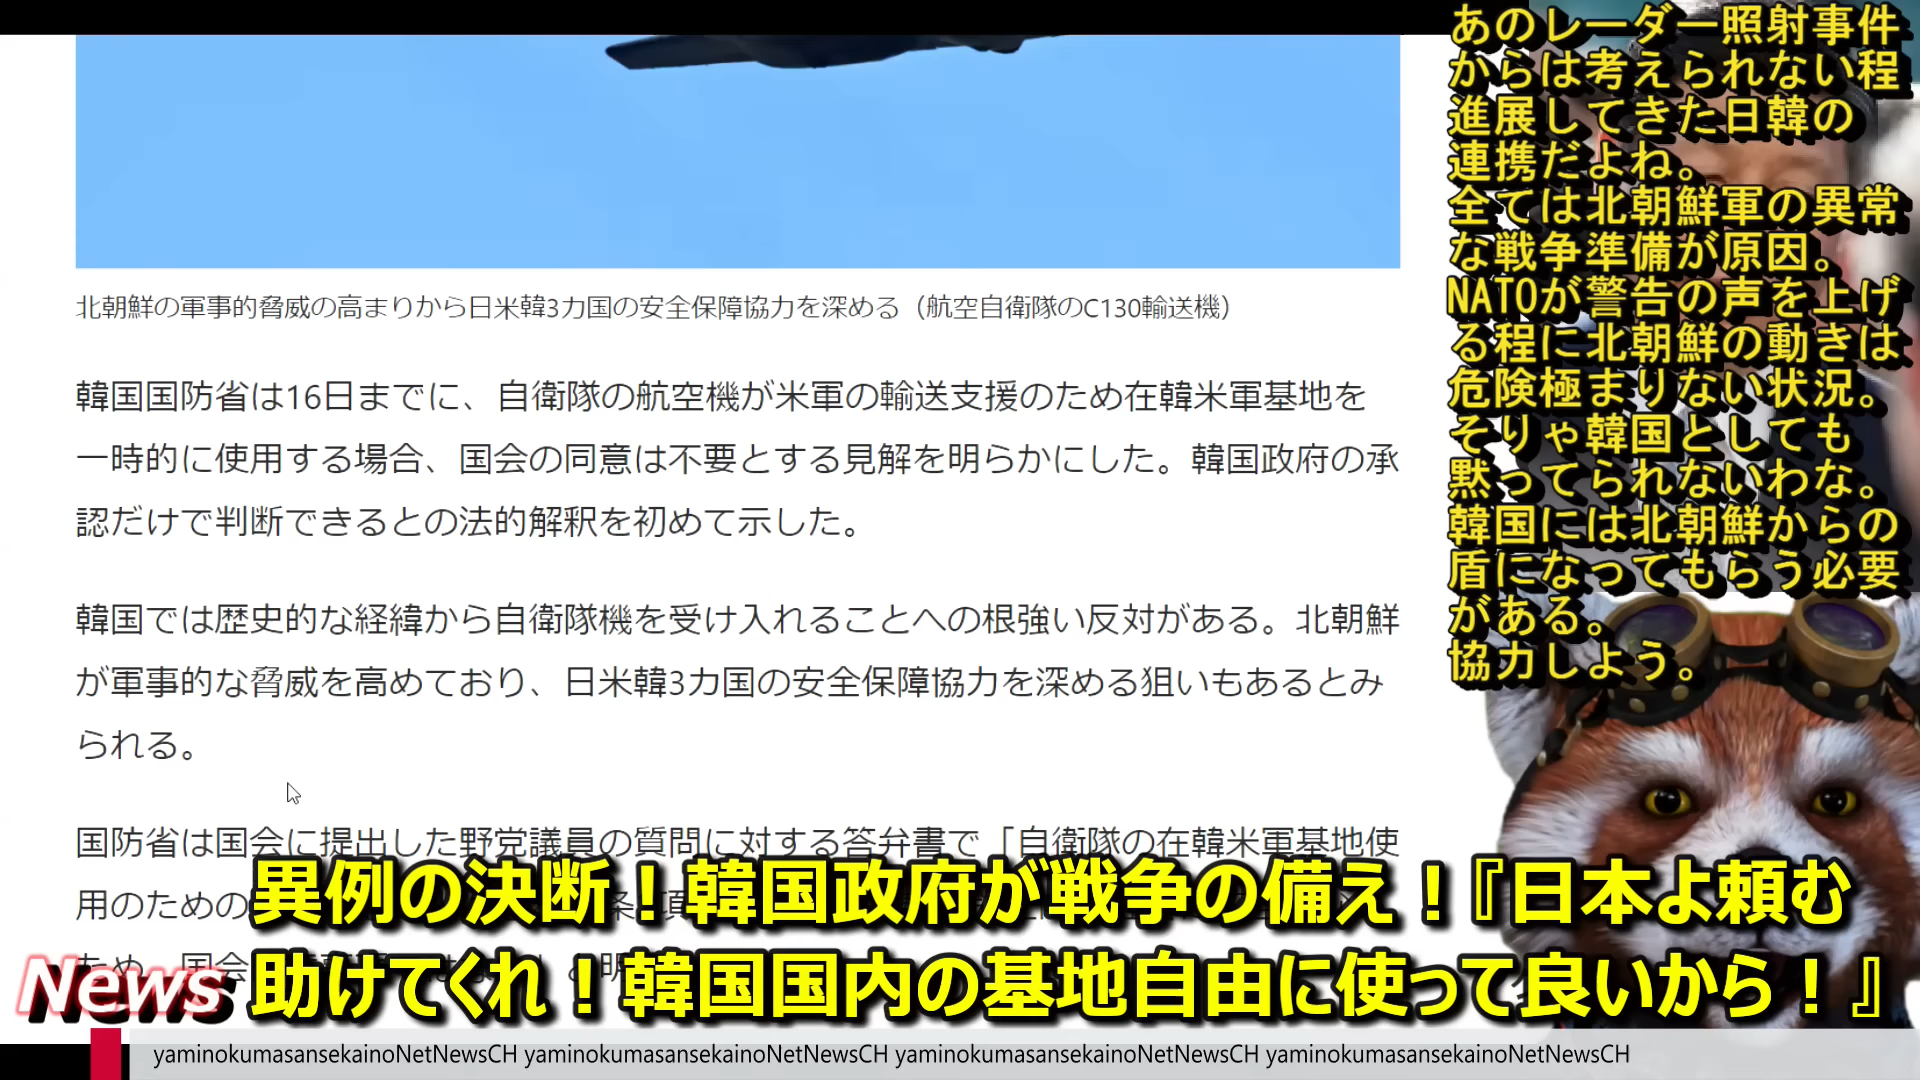 北朝鮮の軍事的脅威の高まりから日米韓3カ国の安全保障協力を深める（航空自衛隊のC130輸送機）
韓国国防省は16日までに、自衛隊の航空機が米軍の輸送支援のため在韓米軍基地を
一時的に使用する場合、国会の同意は不要とする見解を明らかにした。韓国政府の承
認だけで判断できるとの法的解釈を初めて示した。
韓国では歴史的な経緯から自衛隊機を受け入れることへの根強い反対がある。北朝鮮
が軍事的な脅威を高めており、日米韓3カ国の安全保障協力を深める狙いもあるとみ
られる。
国防省は国会に提出した野党議員の質問に対する答弁書で「自衛隊の在韓米軍基地使
用のための
ため、国会
あのレーダー照射事件
からは考えられない程
進展してきた日韓の
連携だよね。
全ては北朝鮮軍の異常
な戦争準備が原因。
NATOが警告の声を上げ
る程に北朝鮮の動きは
危険極まりない状況。
そりゃ韓国としても
黙ってられないわな。
韓国には北朝鮮からの
盾になってもらう必要
がある。
協力しよう。
異例の決断！韓国政府が戦争の備え！『日本よ頼む
助けてくれ！韓国国内の基地自由に使って良いから！』
News
yaminokumasansekainoNetNewsCH yaminokumasansekainoNetNewsCH yaminokumasansekainoNetNewsCH yaminokumasansekainoNetNewsCH